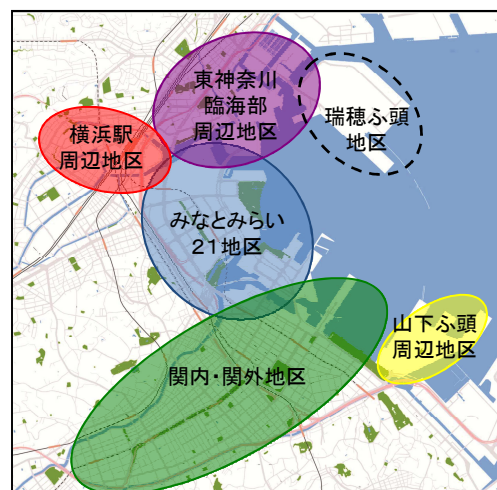 東神奈川
臨海部
周辺地区
瑞穂ふ頭
地区
横浜駅
周辺地区
みなとみらい
21地区
山下ふ頭
周辺地区
関内・関外地区